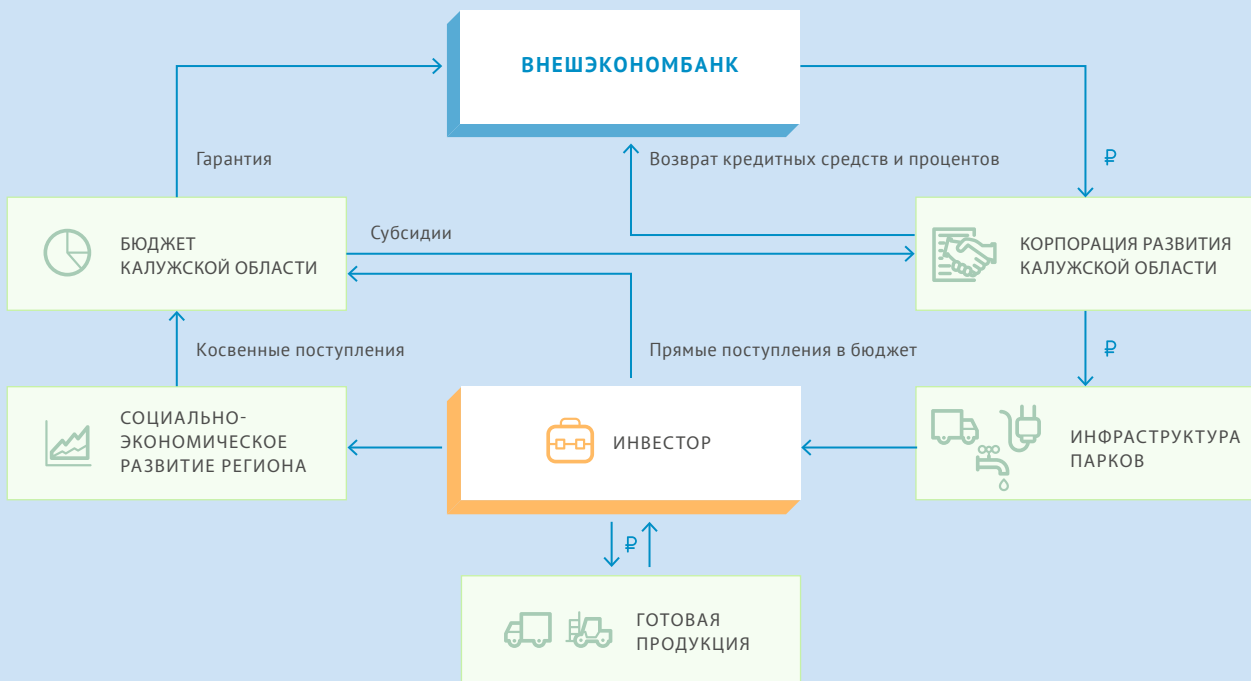 ВНЕШЭКОНОМБАНК
Гарантия
Возврат кредитных средств и процентов
₽
БЮДЖЕТ
КАЛУЖСКОЙ ОБЛАСТИ
Субсидии
КОРПОРАЦИЯ РАЗВИТИЯ
КАЛУЖСКОЙ ОБЛАСТИ
Косвенные поступления
Прямые поступления в бюджет
₽
СОЦИАЛЬНО-
ЭКОНОМИЧЕСКОЕ
РАЗВИТИЕ РЕГИОНА
ИНВЕСТОР
ИНФРАСТРУКТУРА
ПАРКОВ
₽
ГОТОВАЯ
ПРОДУКЦИЯ